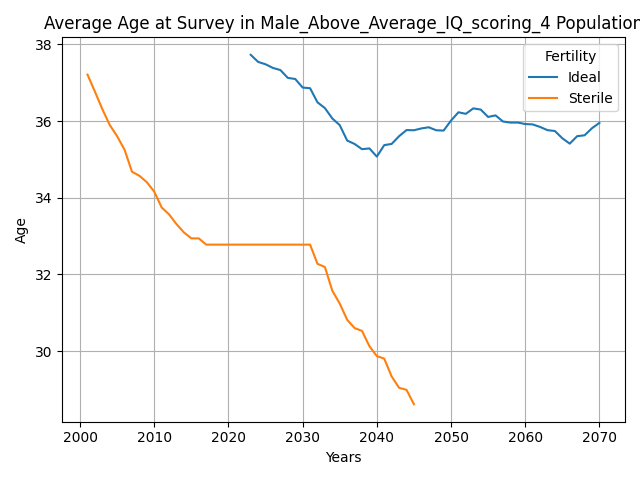 Average Age at Survey in Male_Above_Average_IQ_scoring_4 Population
38
36
34
32
30
Age
2000
2010
2020
2030
2040
2050
2060
2070
Years
Fertility
Ideal
Sterile